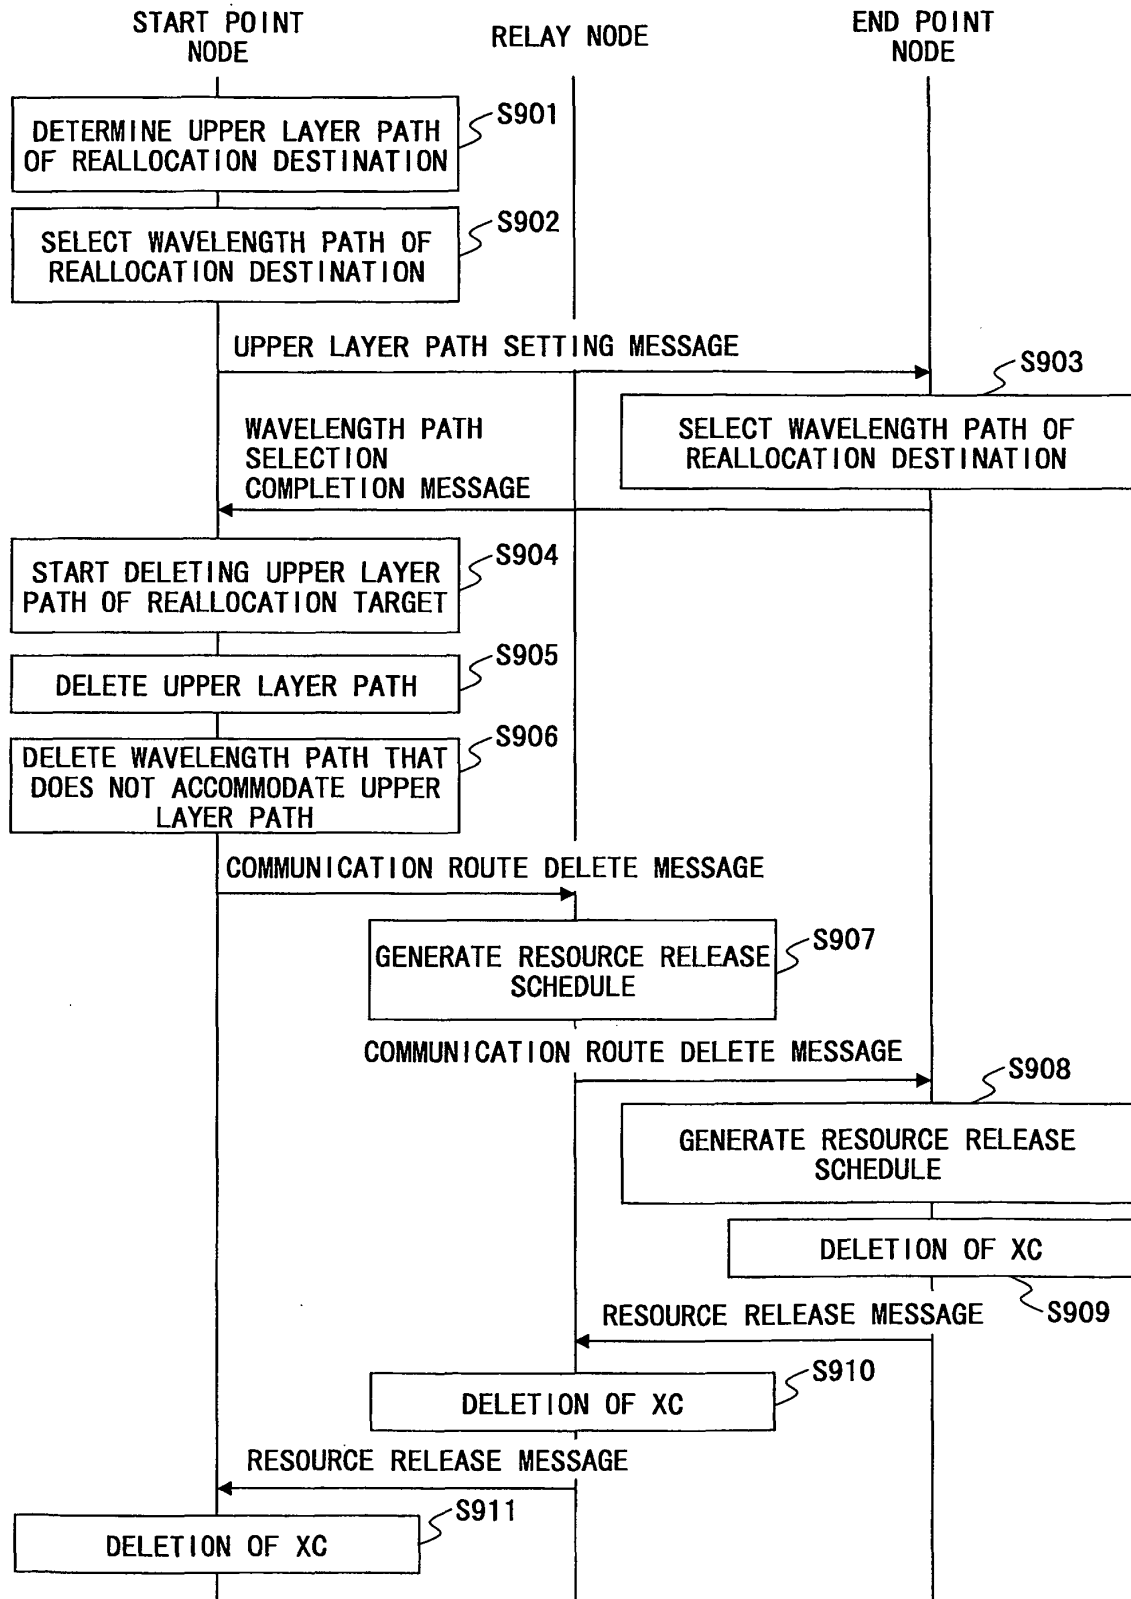 START POINT
NODE
RELAY NODE
END POINT
NODE
S901
DETERMINE UPPER LAYER PATH
OF REALLOCATION DESTINATION
S902
SELECT WAVELENGTH PATH OF
REALLOCATION DESTINATION
UPPER LAYER PATH SETTING MESSAGE
S903
SELECT WAVELENGTH PATH OF
REALLOCATION DESTINATION
WAVELENGTH PATH
SELECTION
COMPLETION MESSAGE
S904
START DELETING UPPER LAYER
PATH OF REALLOCATION TARGET
S905
DELETE UPPER LAYER PATH
S906
DELETE WAVELENGTH PATH THAT
DOES NOT ACCOMMODATE UPPER
LAYER PATH
COMMUNICATION ROUTE DELETE MESSAGE
S907
GENERATE RESOURCE RELEASE
SCHEDULE
COMMUNICATION ROUTE DELETE MESSAGE
S908
GENERATE RESOURCE RELEASE
SCHEDULE
DELETION OF XC
S909
RESOURCE RELEASE MESSAGE
S910
DELETION OF XC
RESOURCE RELEASE MESSAGE
S911
DELETION OF XC